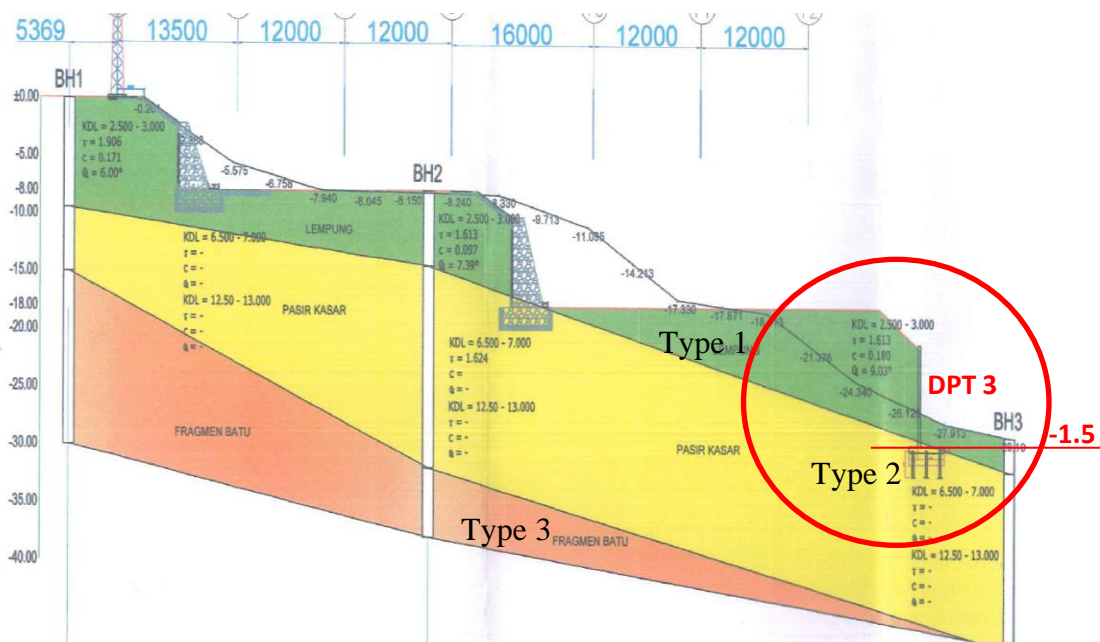 5369 13500 12000 12000 16000 12000 12000
BH1
±0.00
-5.00
-8.00
-10.00
-15.00
-18.00
-20.00
-25.00
-30.00
-35.00
-40.00
KDL = 2.500 - 3.000
γ = 1.906
C = 0.171
Q = 6.00°
-5.575
-6.756
-7.940
-8.045
-8.150
BH2
-8.240
-9.713
-11.095
-14.213
-17.330
-17.671
-21.376
-24.340
-26.125
-27.913
LEMPUNG
KDL = 2.500 - 3.000
γ = 1.613
C = 0.097
Q = 7.39°
KDL = 6.500 - 7.000
γ = -
C = -
Q = -
KDL = 12.50 - 13.000
γ = -
C = -
Q = -
PASIR KASAR
FRAGMEN BATU
KDL = 6.500 - 7.000
γ = 1.624
C =
Q = -
KDL = 12.50 - 13.000
γ = -
C = -
Q = -
Type 1
LEMPUNG
KDL = 2.500 - 3.000
γ = 1.613
C = 0.180
Q = 9.03°
DPT 3
BH3
-1.5
PASIR KASAR
Type 2
KDL = 6.500 - 7.000
γ = -
C = -
Q = -
KDL = 12.50 - 13.000
γ = -
C = -
Q = -
Type 3
FRAGMEN BATU